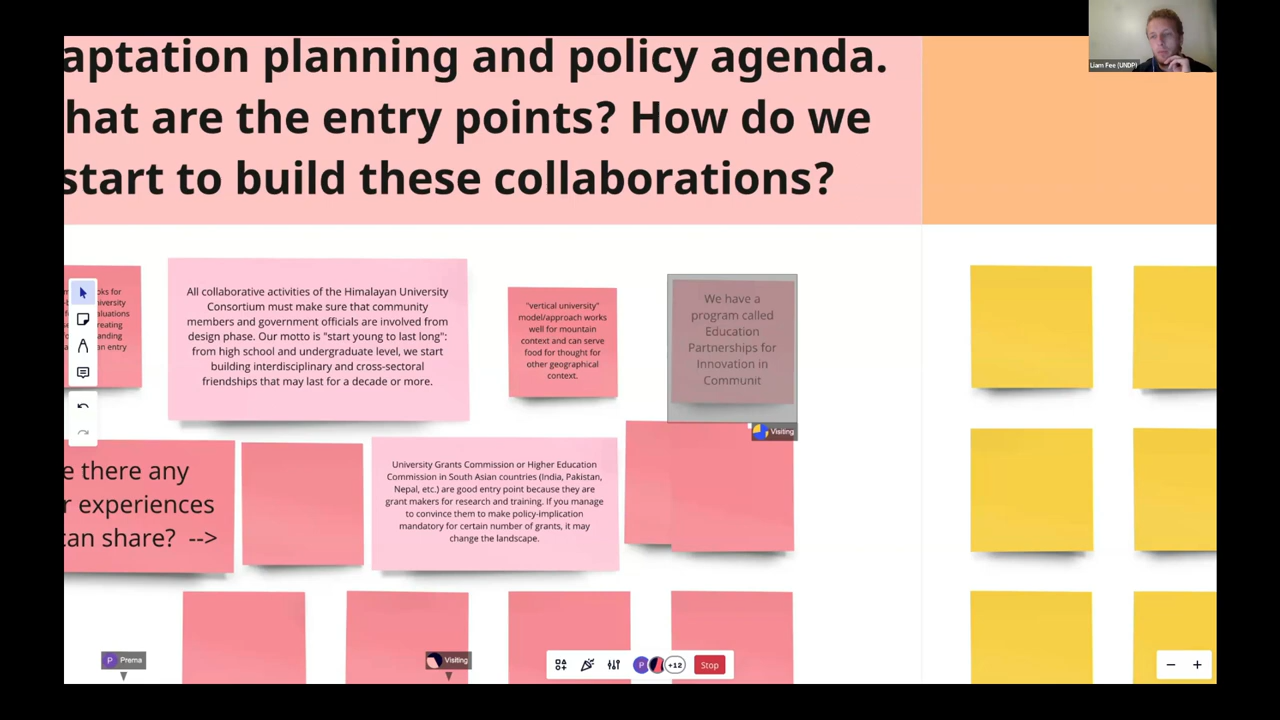 aptation planning and policy agenda.
hat are the entry points? How do we
start to build these collaborations?
Liam Fee (UNDP)
All collaborative activities of the Himalayan University
Consortium must make sure that community
members and government officials are involved from
design phase. Our motto is "start young to last long":
from high school and undergraduate level, we start
building interdisciplinary and cross-sectoral
friendships that may last for a decade or more.
"vertical university"
model/approach works
well for mountain
context and can serve
food for thought for
other geographical
context.
We have a
program called
Education
Partnerships for
Innovation in
Communit
Visiting
e there any
r experiences
can share? -->
University Grants Commission or Higher Education
Commission in South Asian countries (India, Pakistan,
Nepal, etc.) are good entry point because they are
grant makers for research and training. If you manage
to convince them to make policy-implication
mandatory for certain number of grants, it may
change the landscape.
P Prema
Visiting
P
+12
Stop